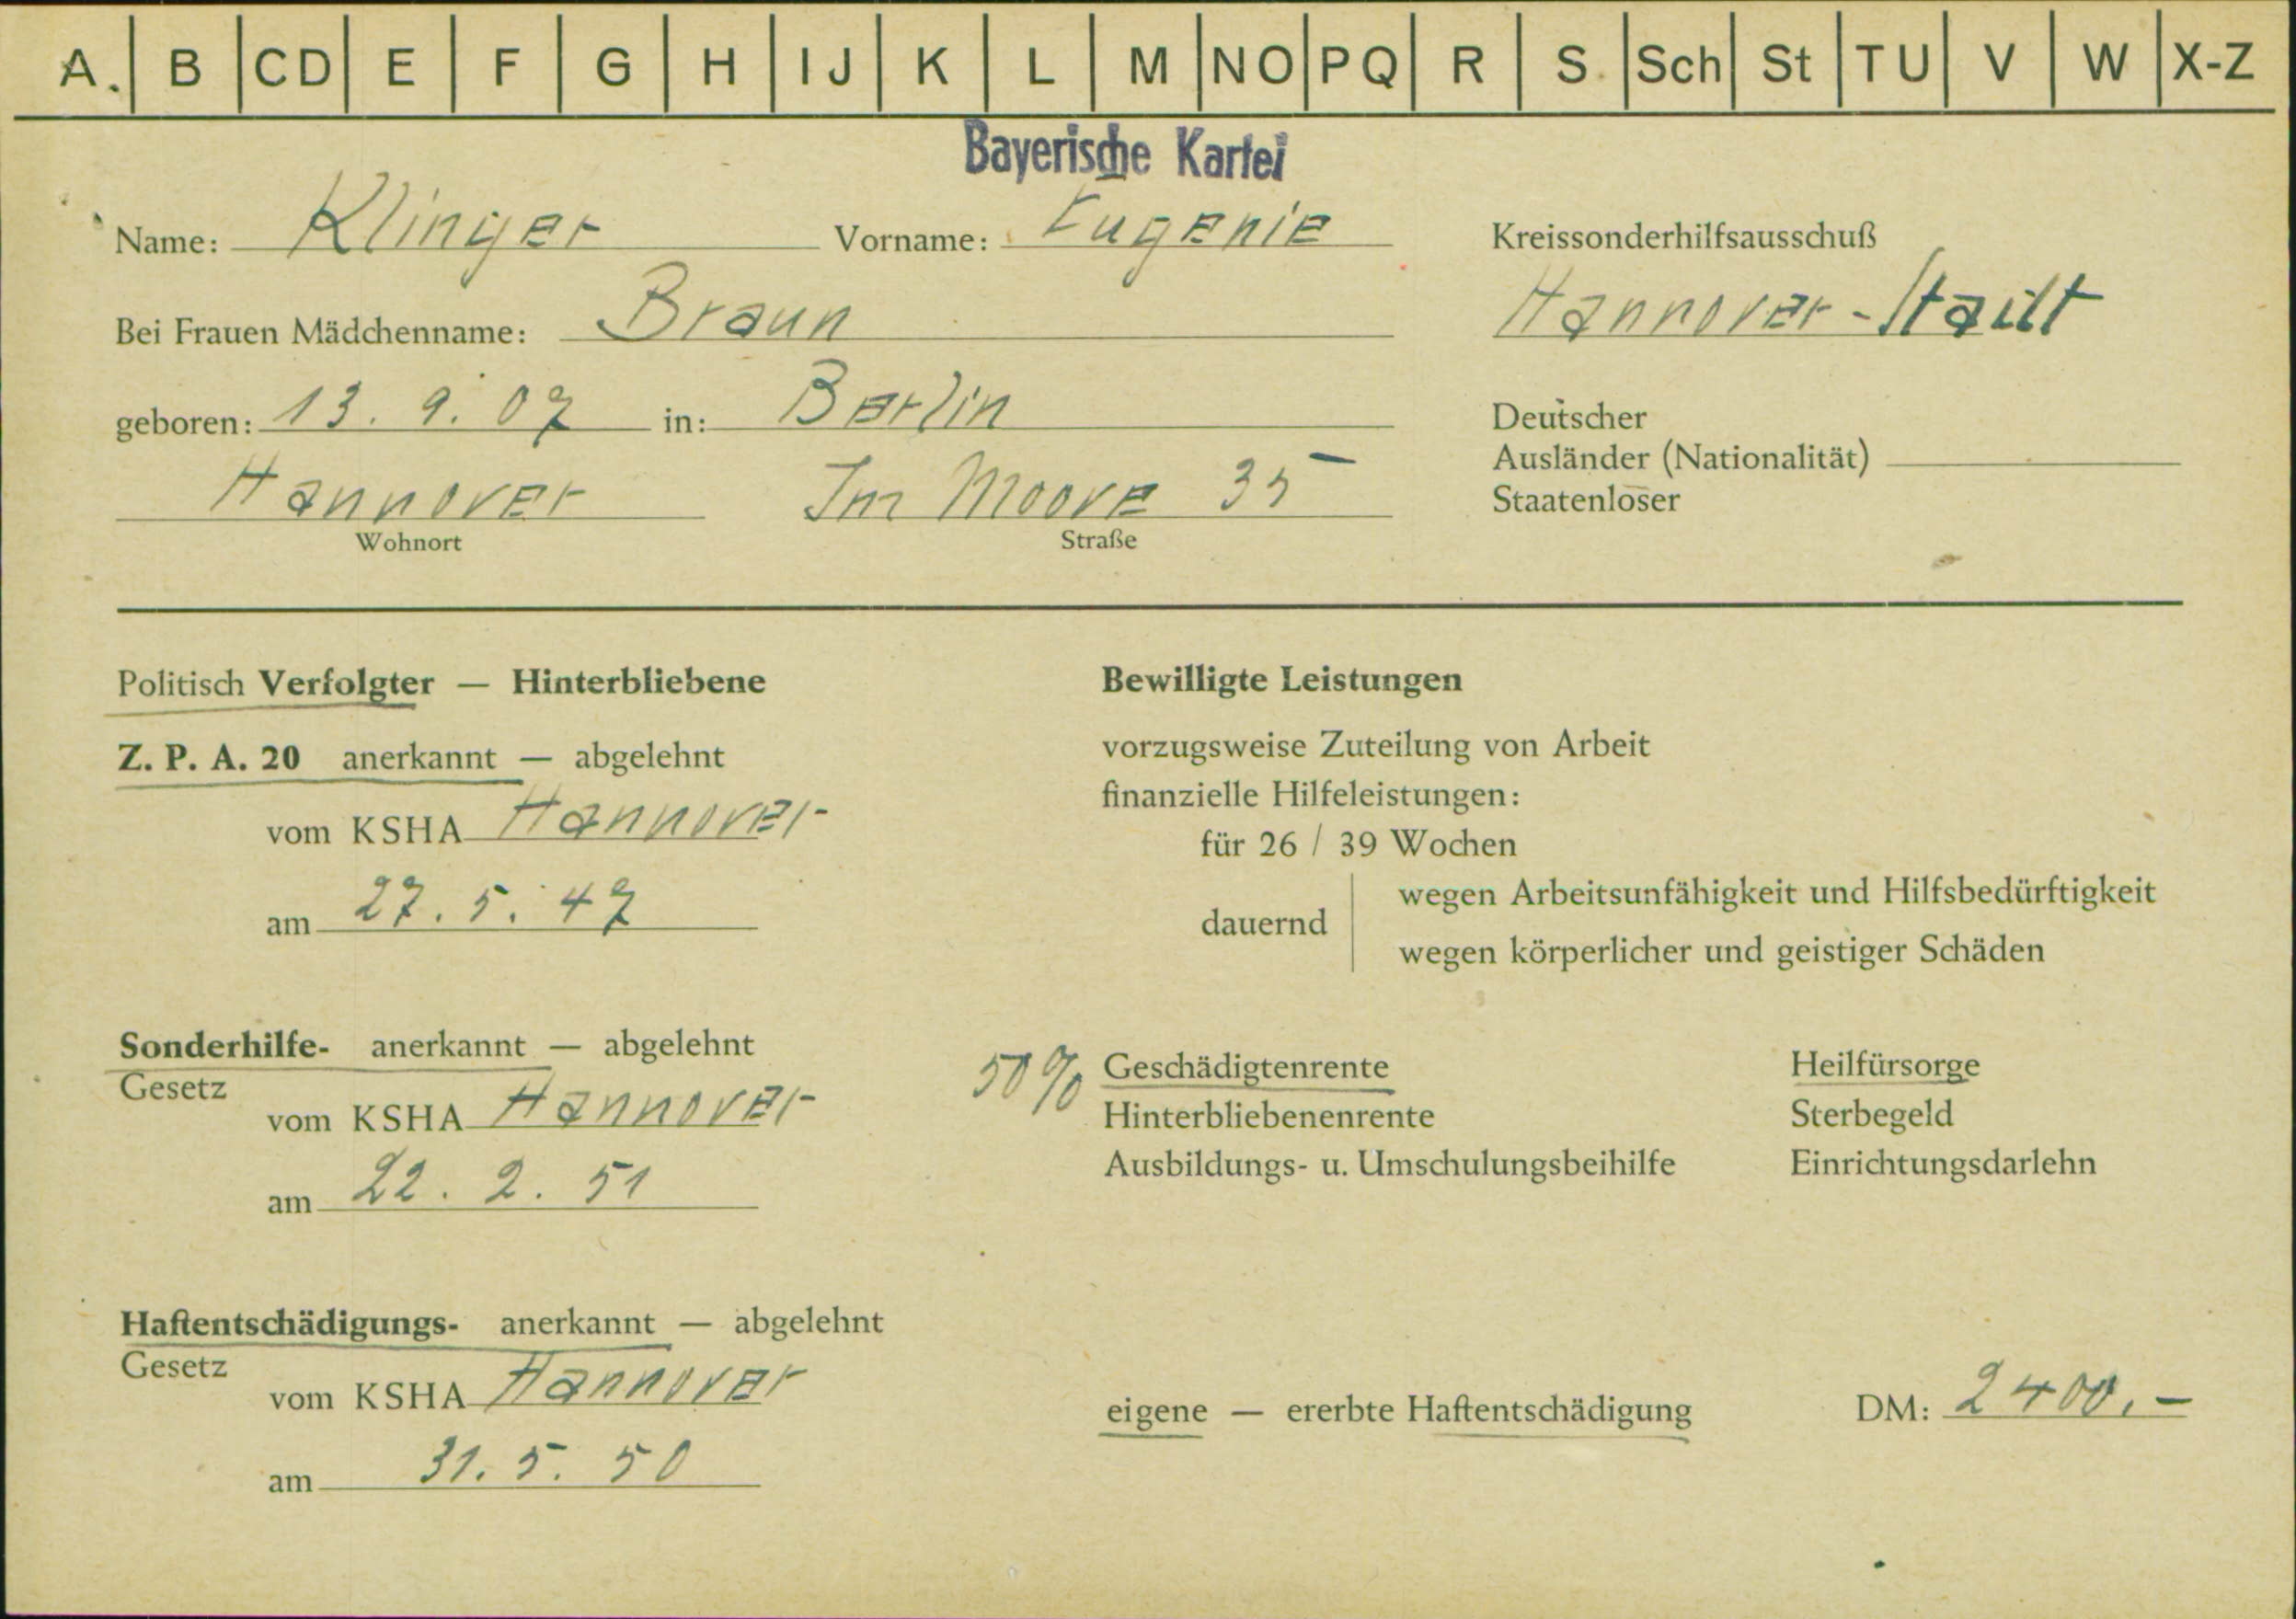 A. B CD E F G H IJ K L M NO PQ R S Sch St TU V W X-Z
Bayerische Kartei
Name: Klinger Vorname: Eugenie Kreissonderhilfsausschuß
Bei Frauen Mädchenname: Braun Hannover-Stadt
geboren: 13. 9. 07 in: Berlin Deutscher
Ausländer (Nationalität)
Hannover Im Moore 35 Staatenloser
Wohnort Straße
Politisch Verfolgter — Hinterbliebene
Z. P. A. 20 anerkannt — abgelehnt
vom KSHA Hannover
am 27. 5. 47
Sonderhilfe- anerkannt — abgelehnt
Gesetz
vom KSHA Hannover
am 22. 2. 51
Haftentschädigungs- anerkannt — abgelehnt
Gesetz
vom KSHA Hannover
am 31. 5. 50
Bewilligte Leistungen
vorzugsweise Zuteilung von Arbeit
finanzielle Hilfeleistungen:
für 26 / 39 Wochen
wegen Arbeitsunfähigkeit und Hilfsbedürftigkeit
dauernd
wegen körperlicher und geistiger Schäden
50% Geschädigtenrente Heilfürsorge
Hinterbliebenenrente Sterbegeld
Ausbildungs- u. Umschulungsbeihilfe Einrichtungsdarlehn
eigene — ererbte Haftentschädigung DM: 2400,-